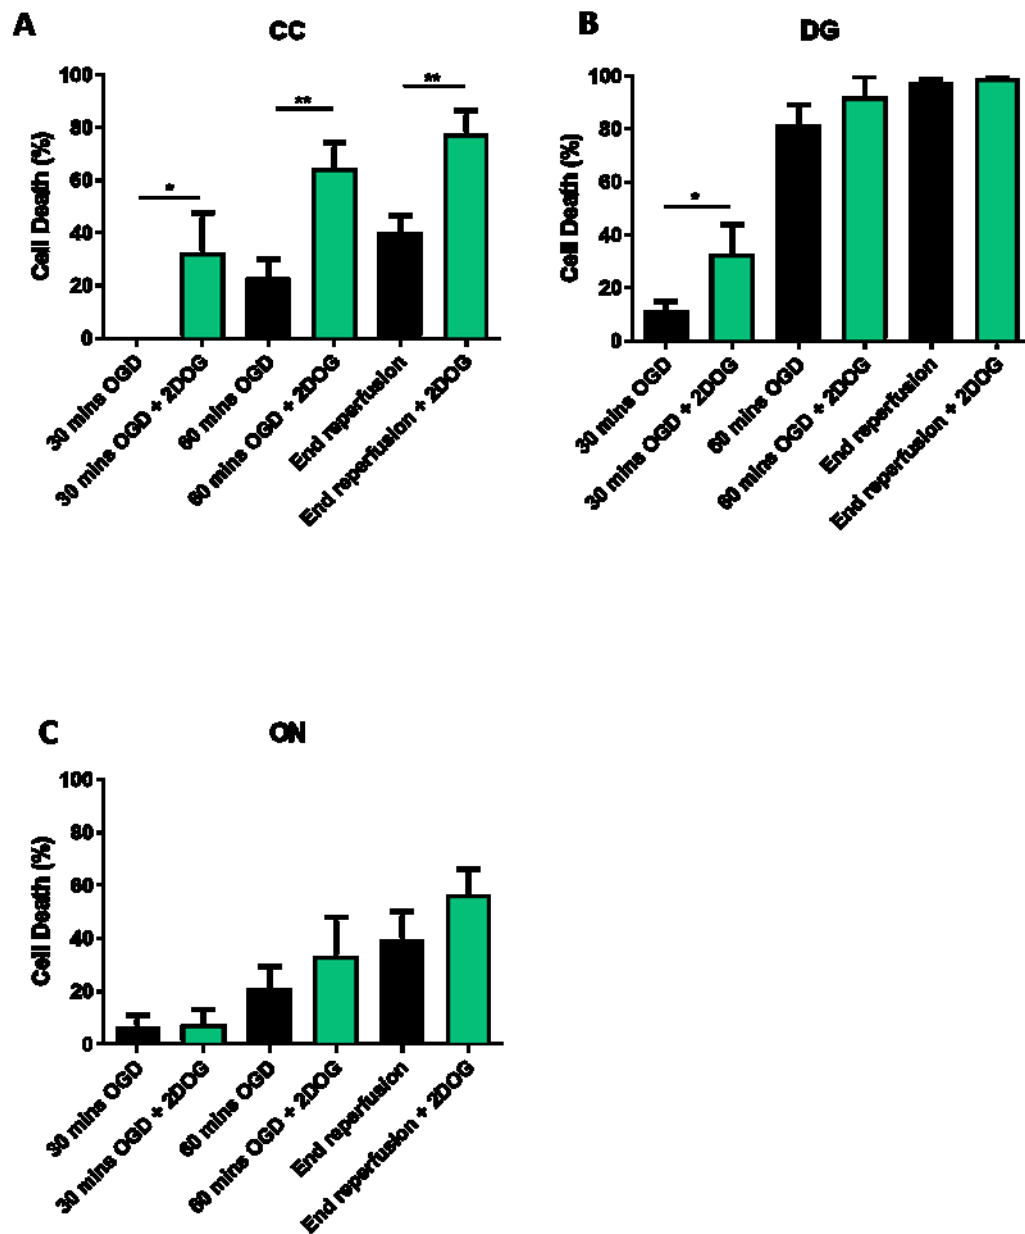 A
CC
Cell Death (%)
100
80
60
40
20
0
*
**
**
30 mins OGD
30 mins OGD + 2DOG
60 mins OGD
60 mins OGD + 2DOG
End reperfusion
End reperfusion + 2DOG
B
DG
Cell Death (%)
100
80
60
40
20
0
*
30 mins OGD
30 mins OGD + 2DOG
60 mins OGD
60 mins OGD + 2DOG
End reperfusion
End reperfusion + 2DOG
C
ON
Cell Death (%)
100
80
60
40
20
0
30 mins OGD
30 mins OGD + 2DOG
60 mins OGD
60 mins OGD + 2DOG
End reperfusion
End reperfusion + 2DOG